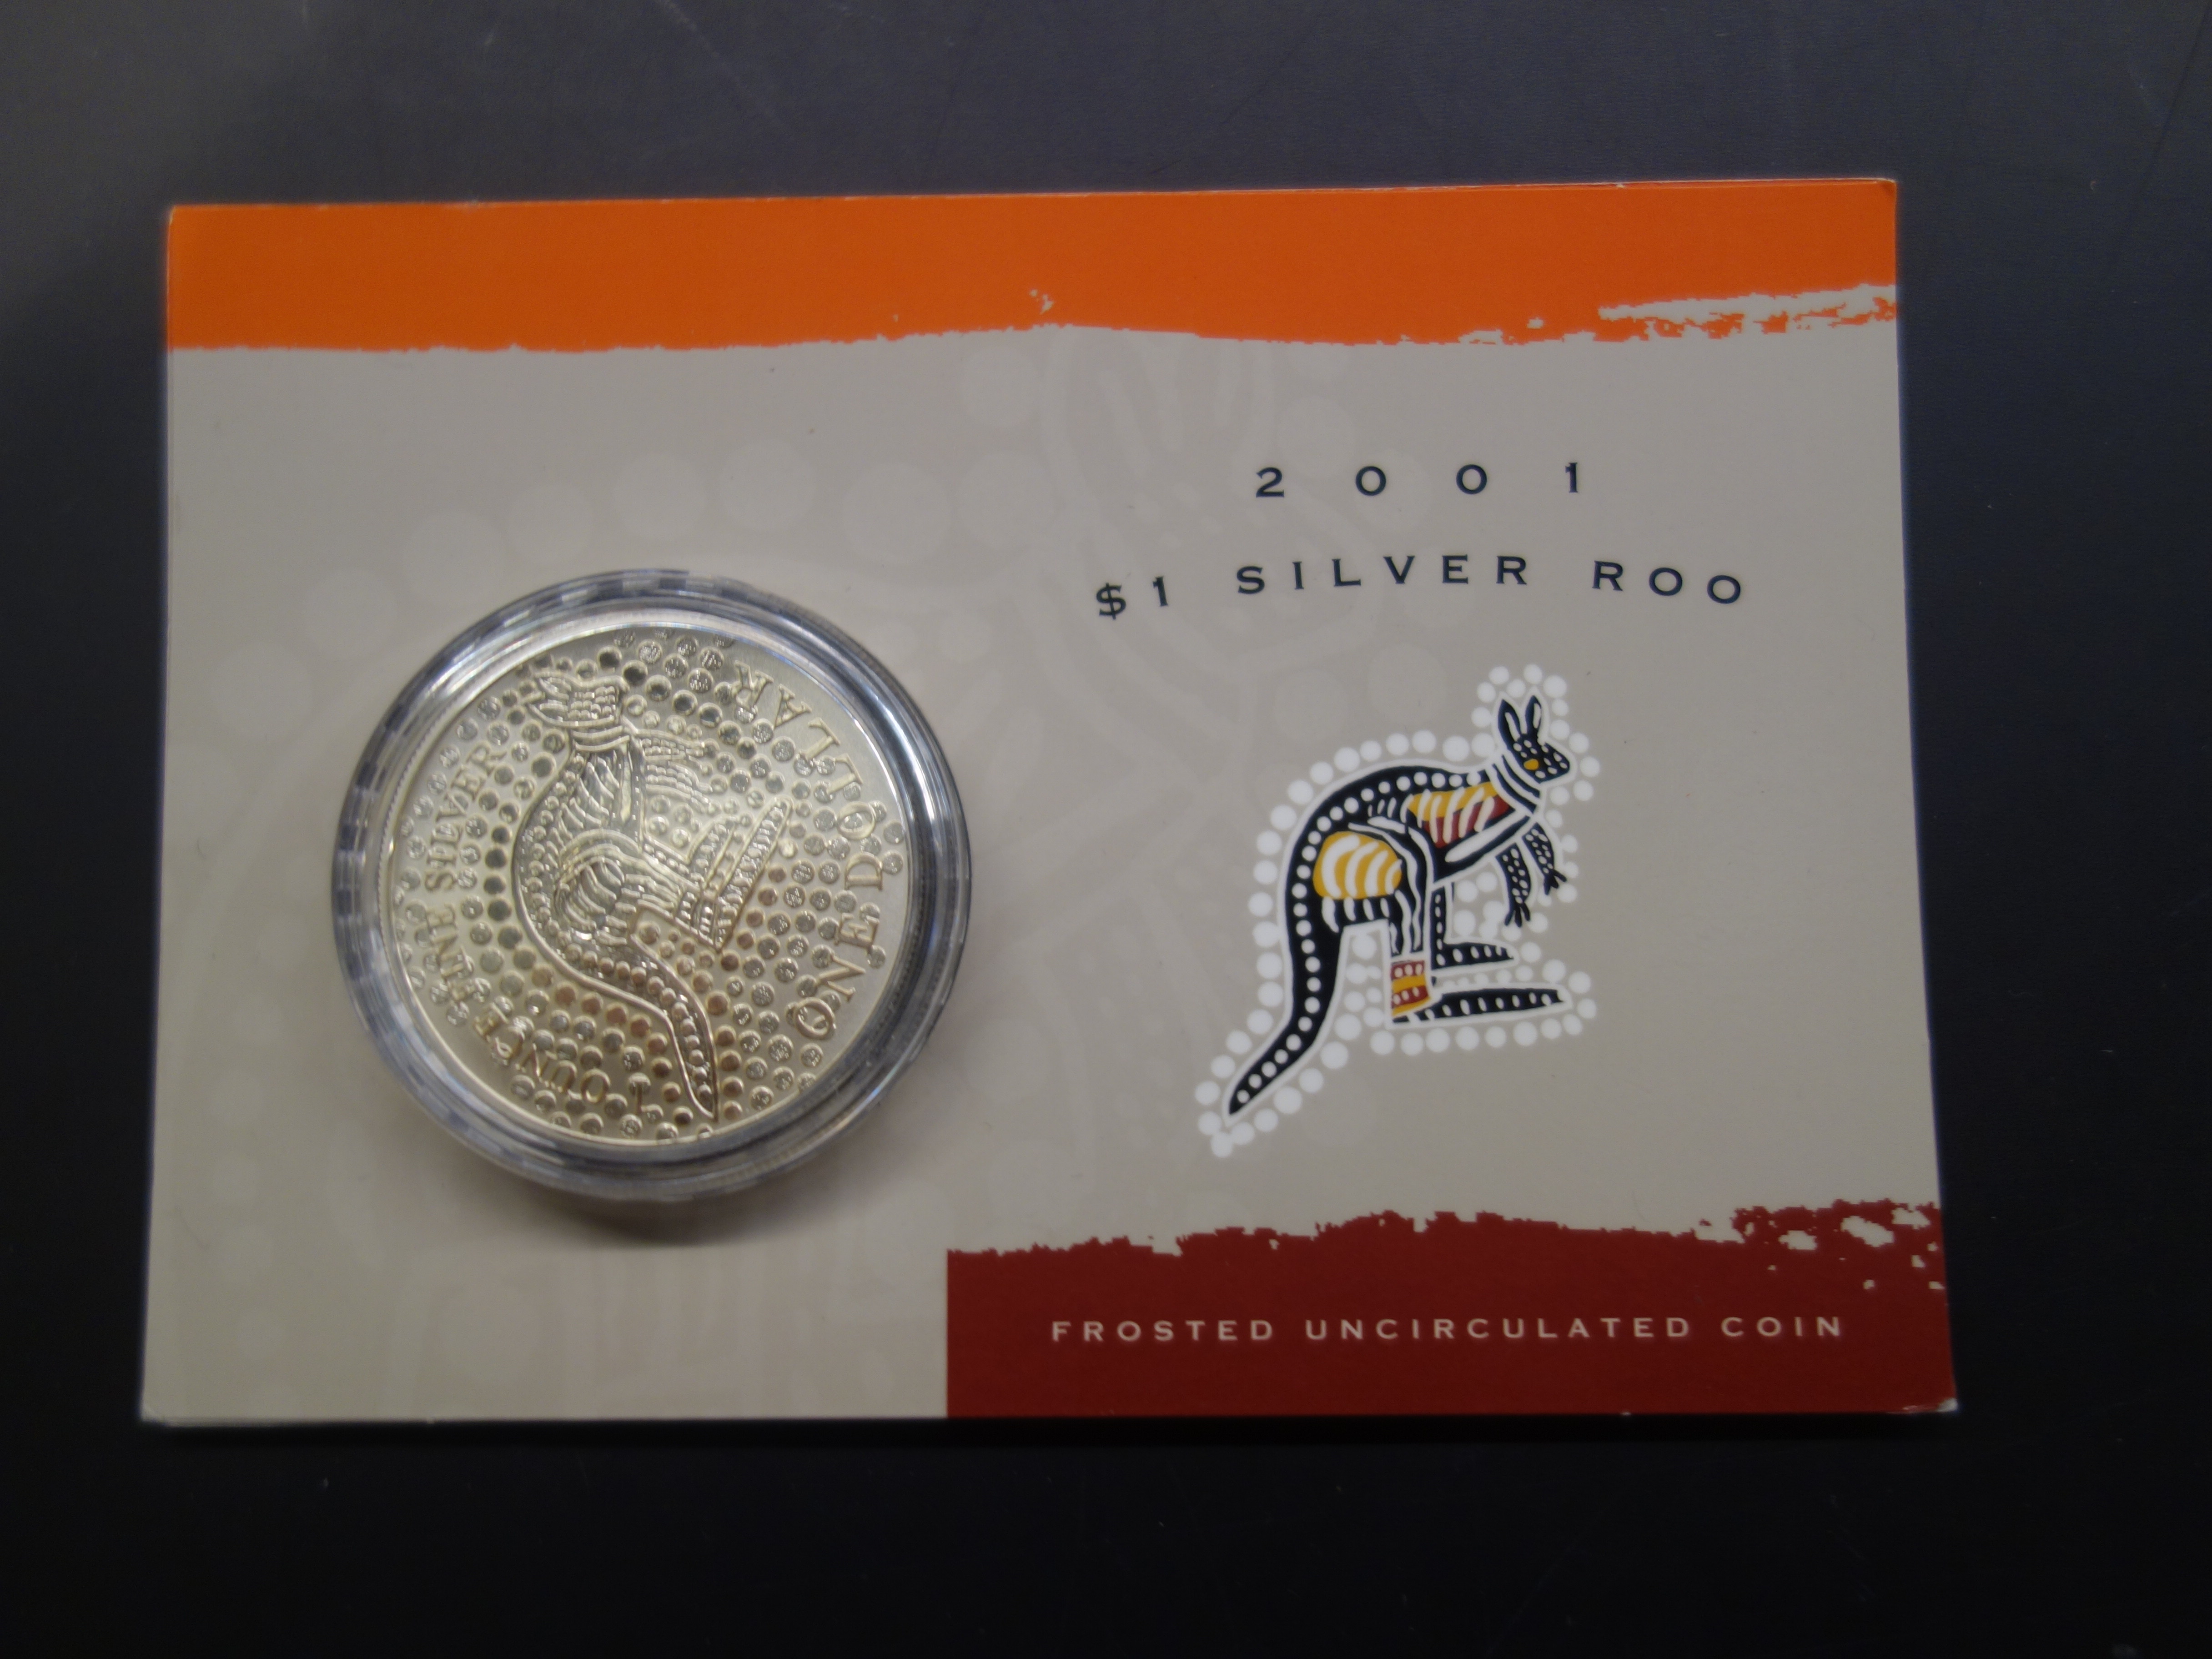 2001
$1 SILVER ROO
1 OUNCE FINE SILVER
ONE DOLLAR
FROSTED UNCIRCULATED COIN